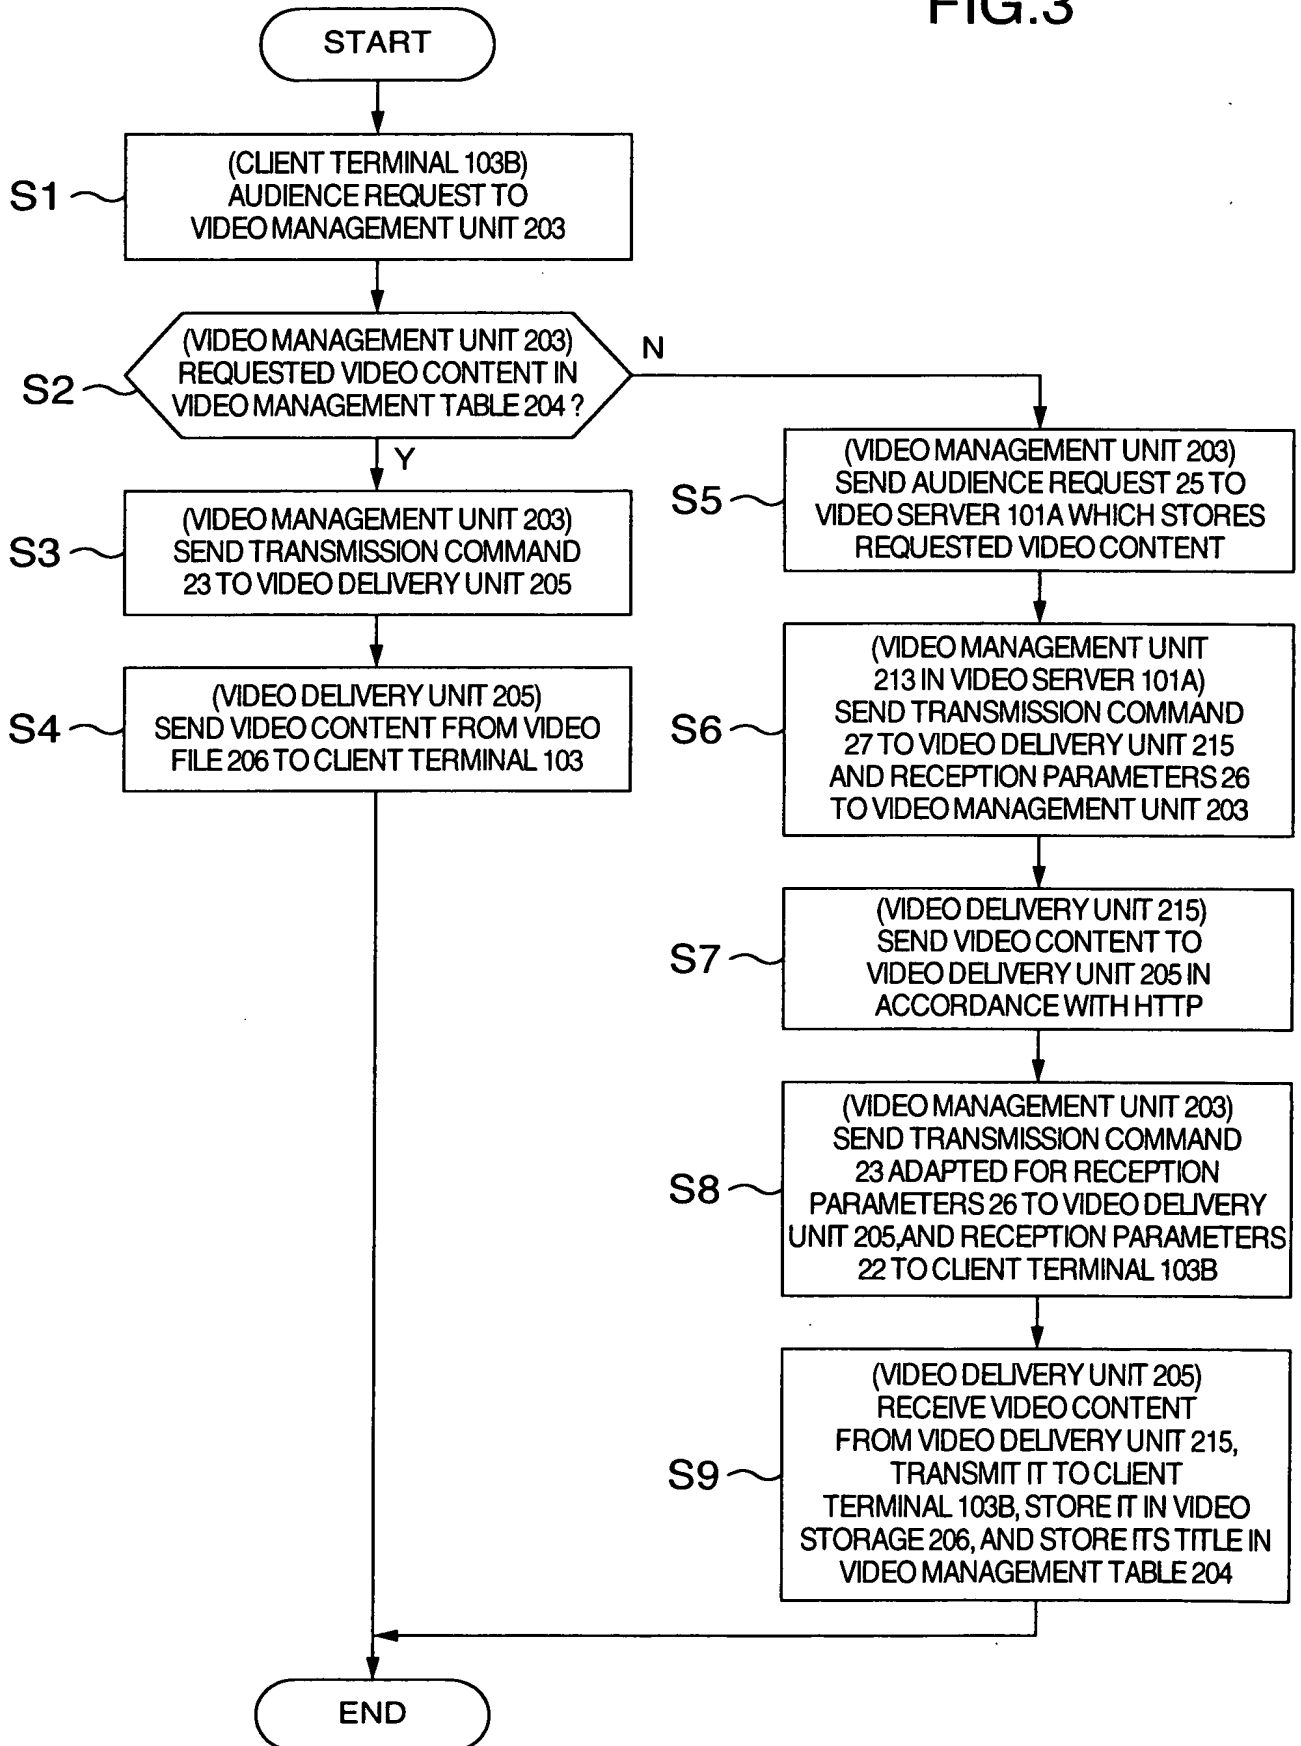 FIG.3
START
S1
(CLIENT TERMINAL 103B)
AUDIENCE REQUEST TO
VIDEO MANAGEMENT UNIT 203
S2
(VIDEO MANAGEMENT UNIT 203)
REQUESTED VIDEO CONTENT IN
VIDEO MANAGEMENT TABLE 204 ?
N
Y
S3
(VIDEO MANAGEMENT UNIT 203)
SEND TRANSMISSION COMMAND
23 TO VIDEO DELIVERY UNIT 205
S4
(VIDEO DELIVERY UNIT 205)
SEND VIDEO CONTENT FROM VIDEO
FILE 206 TO CLIENT TERMINAL 103
S5
(VIDEO MANAGEMENT UNIT 203)
SEND AUDIENCE REQUEST 25 TO
VIDEO SERVER 101A WHICH STORES
REQUESTED VIDEO CONTENT
S6
(VIDEO MANAGEMENT UNIT
213 IN VIDEO SERVER 101A)
SEND TRANSMISSION COMMAND
27 TO VIDEO DELIVERY UNIT 215
AND RECEPTION PARAMETERS 26
TO VIDEO MANAGEMENT UNIT 203
S7
(VIDEO DELIVERY UNIT 215)
SEND VIDEO CONTENT TO
VIDEO DELIVERY UNIT 205 IN
ACCORDANCE WITH HTTP
S8
(VIDEO MANAGEMENT UNIT 203)
SEND TRANSMISSION COMMAND
23 ADAPTED FOR RECEPTION
PARAMETERS 26 TO VIDEO DELIVERY
UNIT 205, AND RECEPTION PARAMETERS
22 TO CLIENT TERMINAL 103B
S9
(VIDEO DELIVERY UNIT 205)
RECEIVE VIDEO CONTENT
FROM VIDEO DELIVERY UNIT 215,
TRANSMIT IT TO CLIENT
TERMINAL 103B, STORE IT IN VIDEO
STORAGE 206, AND STORE ITS TITLE IN
VIDEO MANAGEMENT TABLE 204
END